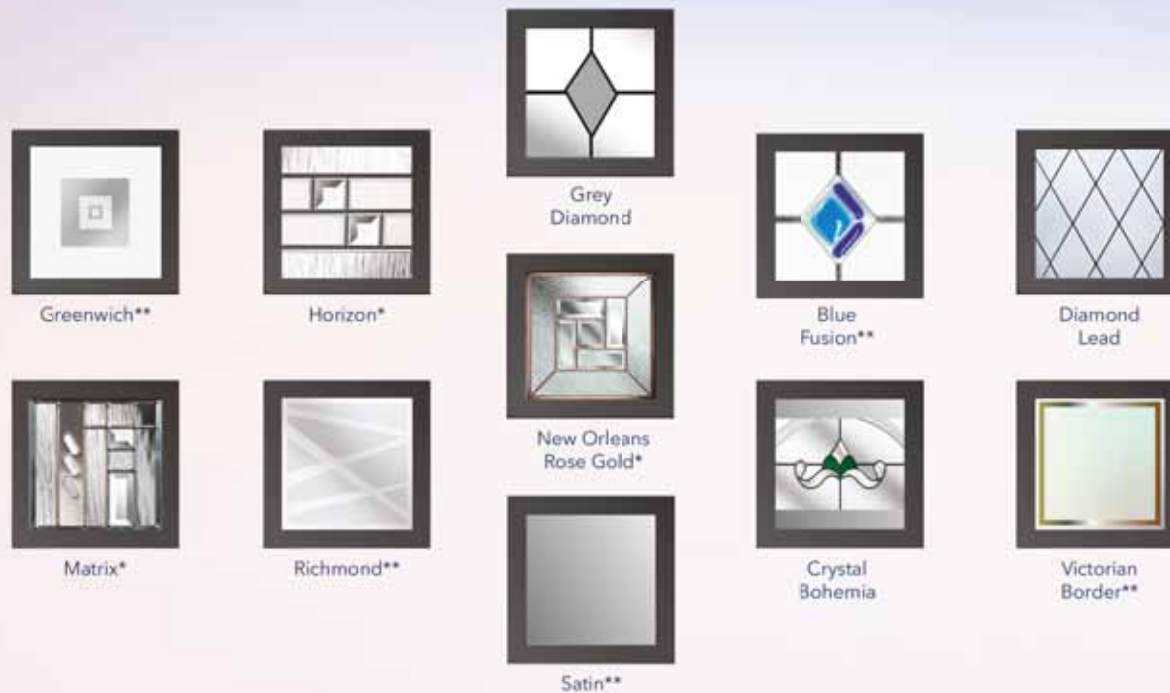 Grey
Diamond
Greenwich**
Horizon*
Blue
Fusion**
Diamond
Lead
New Orleans
Rose Gold*
Matrix*
Richmond**
Crystal
Bohemia
Victorian
Border**
Satin**